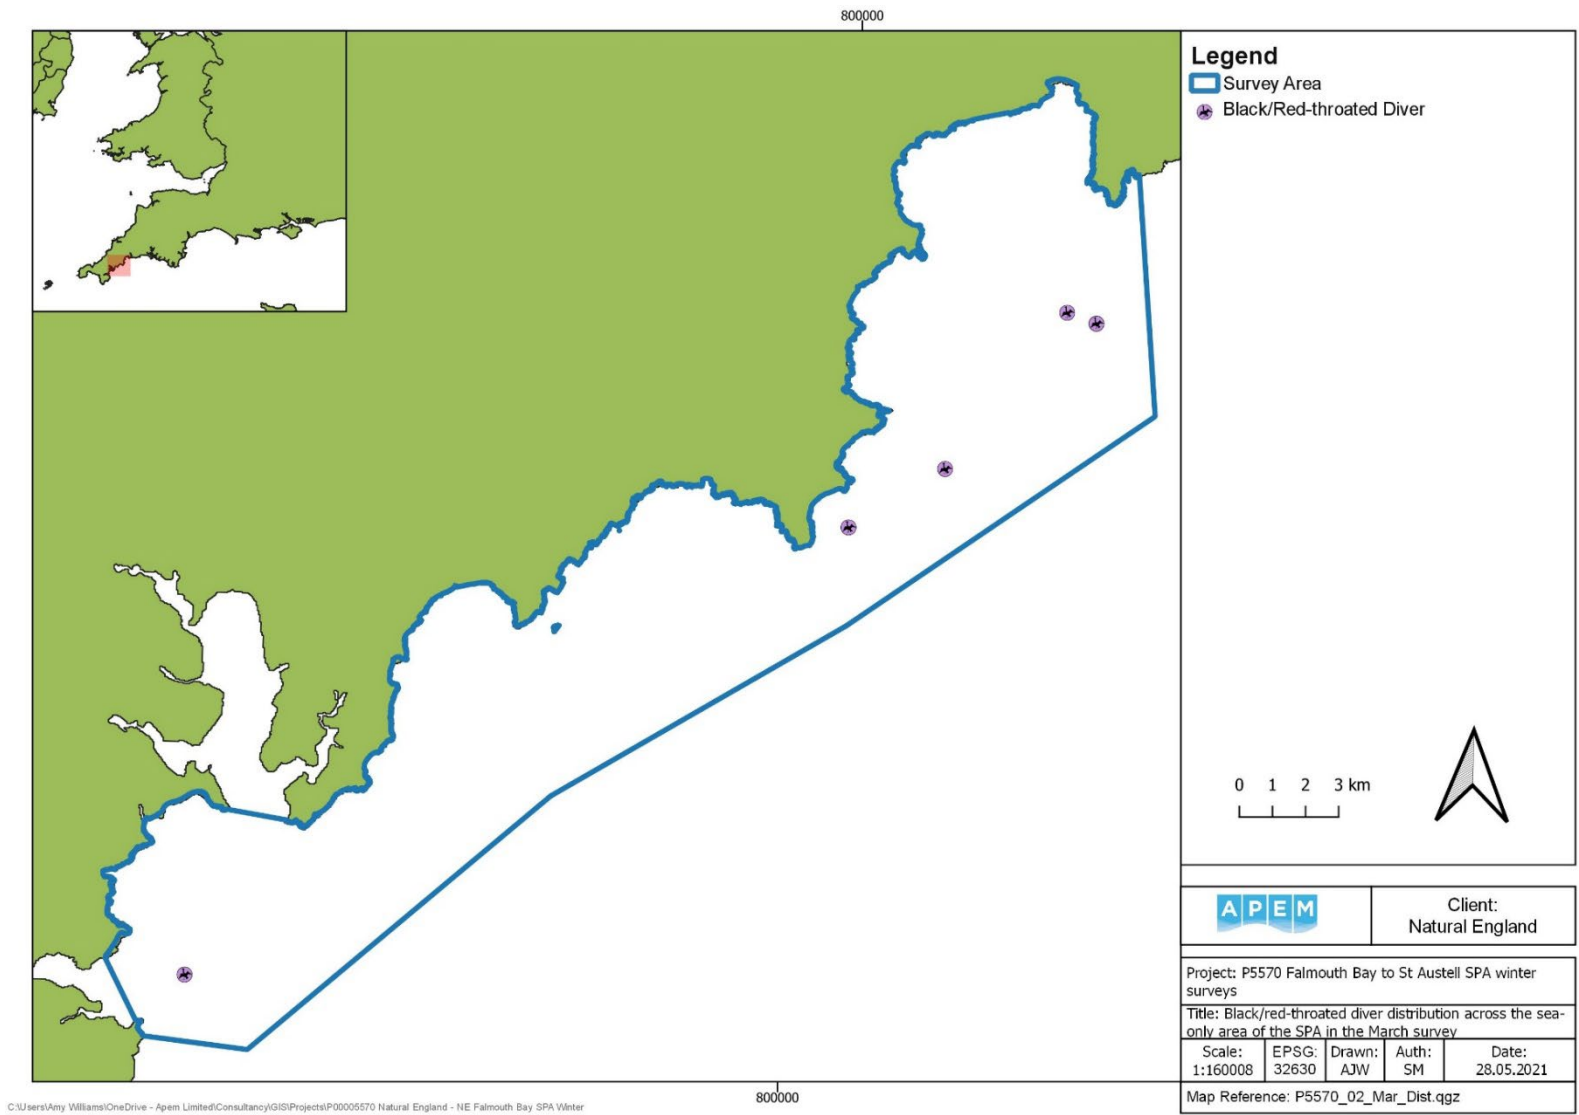 800000
Legend
Survey Area
Black/Red-throated Diver
0 1 2 3 km
APEM
Client:
Natural England
Project: P5570 Falmouth Bay to St Austell SPA winter
surveys
Title: Black/red-throated diver distribution across the sea-
only area of the SPA in the March survey
Scale:
1:160008
EPSG:
32630
Drawn:
AJW
Auth:
SM
Date:
28.05.2021
Map Reference: P5570_02_Mar_Dist.qgz
800000
C:\Users\Amy Williams\OneDrive - Apem Limited\Consultancy\GIS\Projects\P00005570 Natural England - NE Falmouth Bay SPA Winter